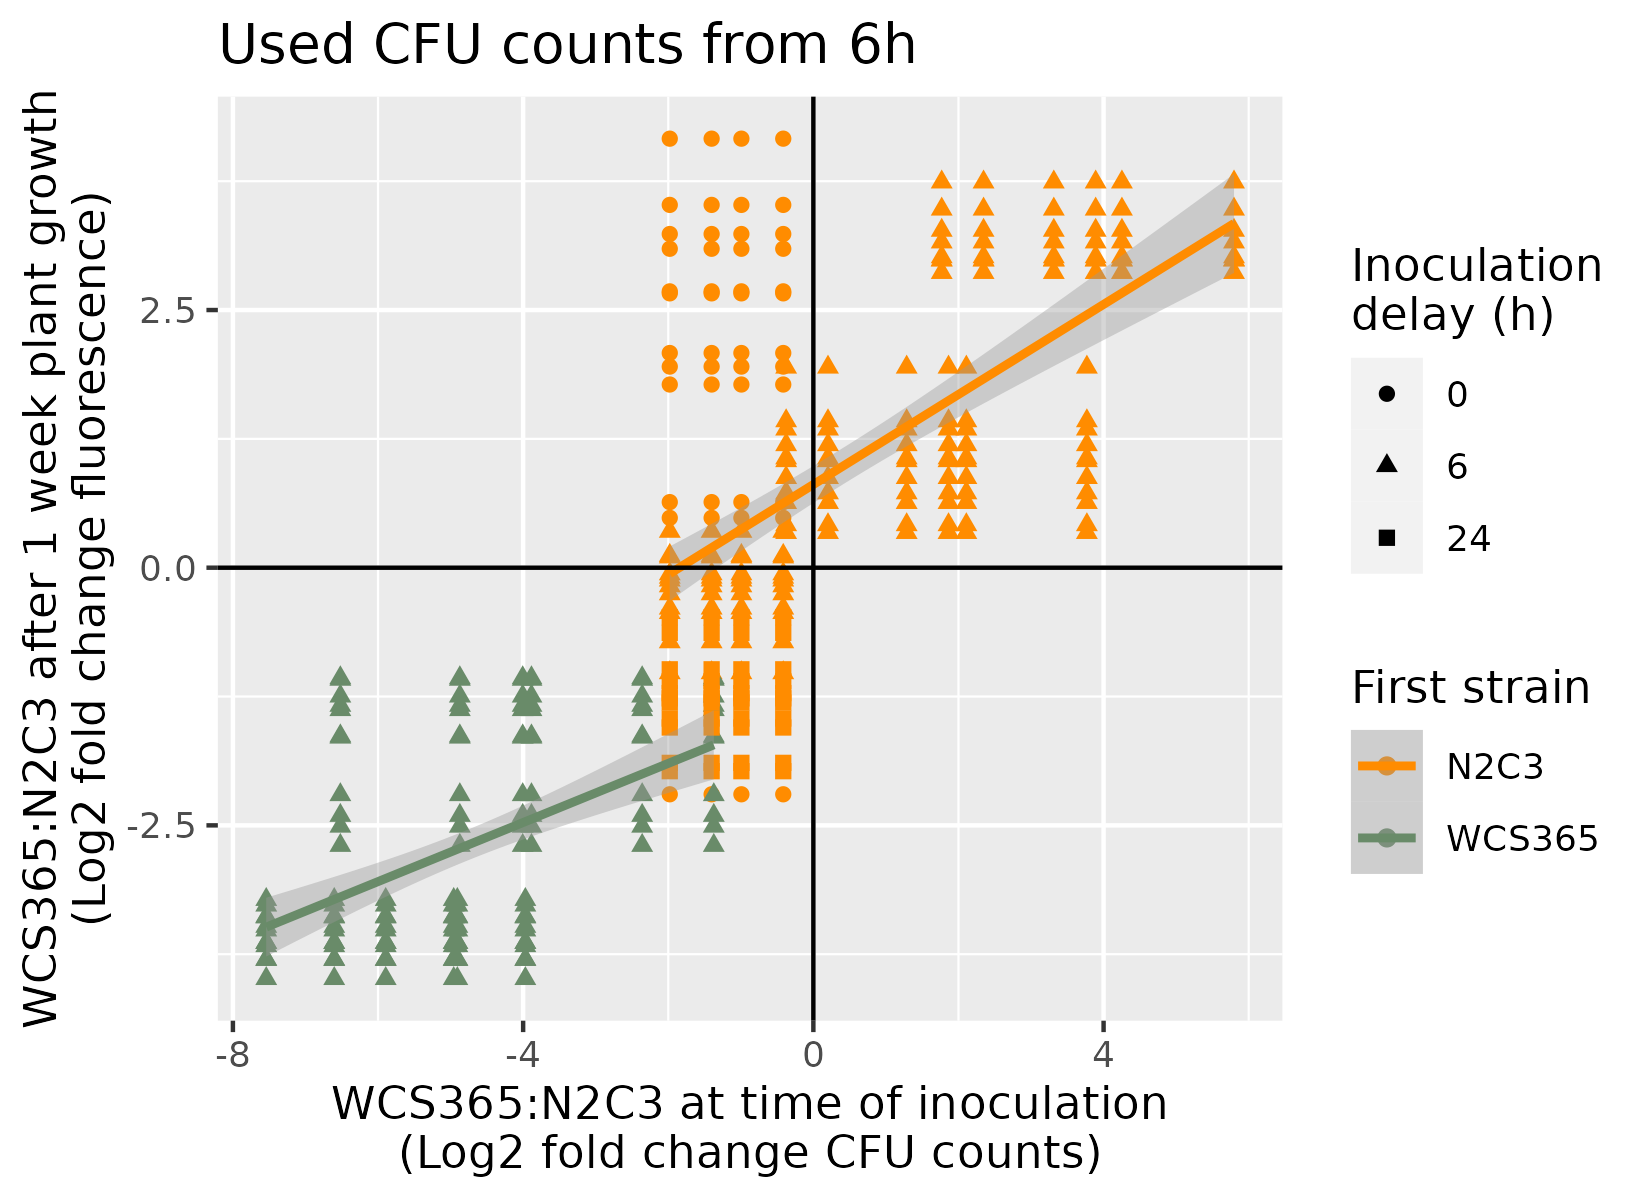 Used CFU counts from 6h
WCS365:N2C3 after 1 week plant growth
(Log2 fold change fluorescence)
2.5
0.0
-2.5
-8
-4
0
4
WCS365:N2C3 at time of inoculation
(Log2 fold change CFU counts)
Inoculation
delay (h)
0
6
24
First strain
N2C3
WCS365